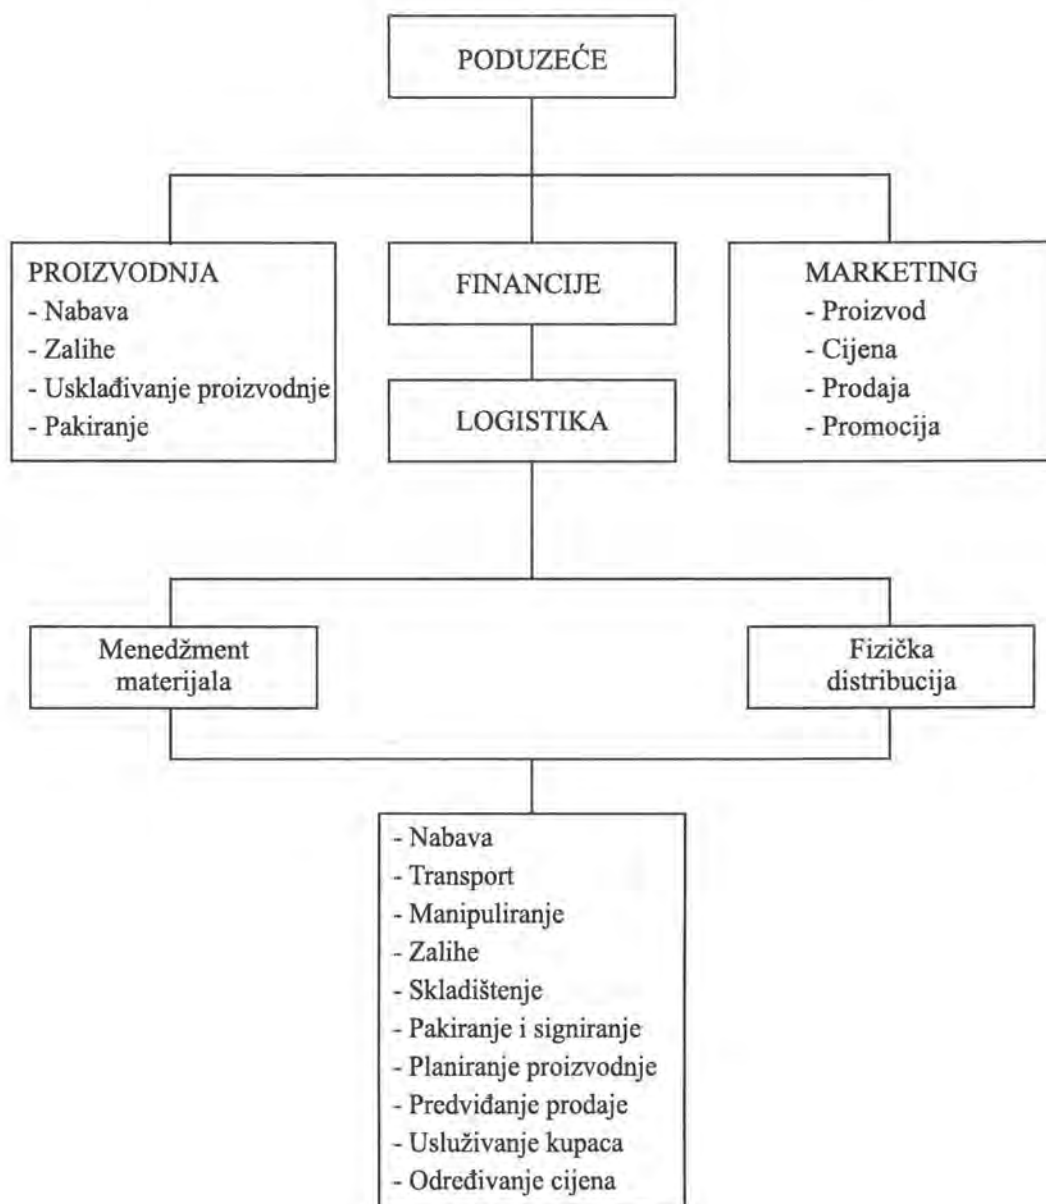 PODUZEĆE
PROIZVODNJA
- Nabava
- Zalihe
- Usklađivanje proizvodnje
- Pakiranje
FINANCIJE
LOGISTIKA
MARKETING
- Proizvod
- Cijena
- Prodaja
- Promocija
Menedžment
materijala
Fizička
distribucija
- Nabava
- Transport
- Manipuliranje
- Zalihe
- Skladištenje
- Pakiranje i signiranje
- Planiranje proizvodnje
- Predviđanje prodaje
- Usluživanje kupaca
- Određivanje cijena